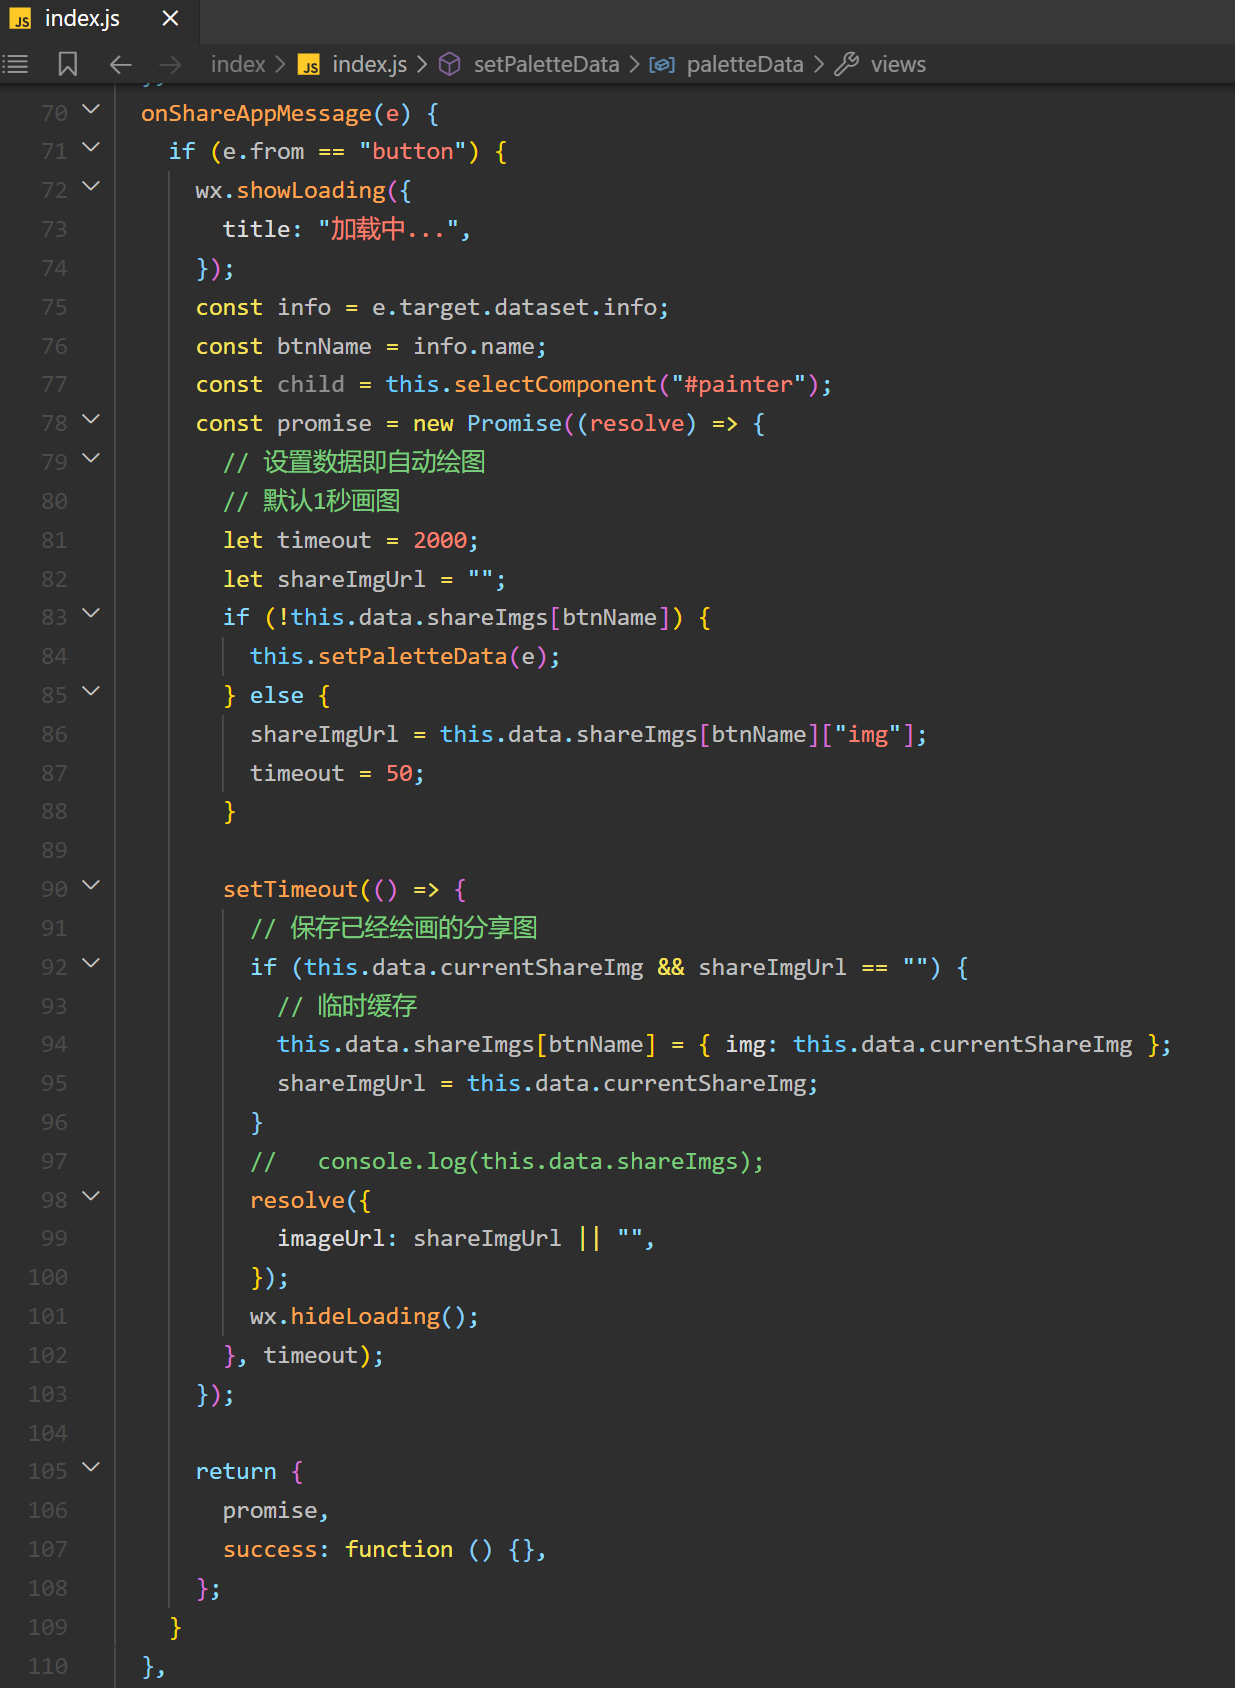 JS index.js ×
index > JS index.js > setPaletteData > paletteData > views
70 onShareAppMessage(e) {
71 if (e.from == "button") {
72 wx.showLoading({
73 title: "加载中...",
74 });
75 const info = e.target.dataset.info;
76 const btnName = info.name;
77 const child = this.selectComponent("#painter");
78 const promise = new Promise((resolve) => {
79 // 设置数据即自动绘图
80 // 默认1秒画图
81 let timeout = 2000;
82 let shareImgUrl = "";
83 if (!this.data.shareImgs[btnName]) {
84 this.setPaletteData(e);
85 } else {
86 shareImgUrl = this.data.shareImgs[btnName]["img"];
87 timeout = 50;
88 }
89
90 setTimeout(() => {
91 // 保存已经绘画的分享图
92 if (this.data.currentShareImg && shareImgUrl == "") {
93 // 临时缓存
94 this.data.shareImgs[btnName] = { img: this.data.currentShareImg };
95 shareImgUrl = this.data.currentShareImg;
96 }
97 //   console.log(this.data.shareImgs);
98 resolve({
99 imageUrl: shareImgUrl || "",
100 });
101 wx.hideLoading();
102 }, timeout);
103 });
104
105 return {
106 promise,
107 success: function () {},
108 };
109 }
110 },